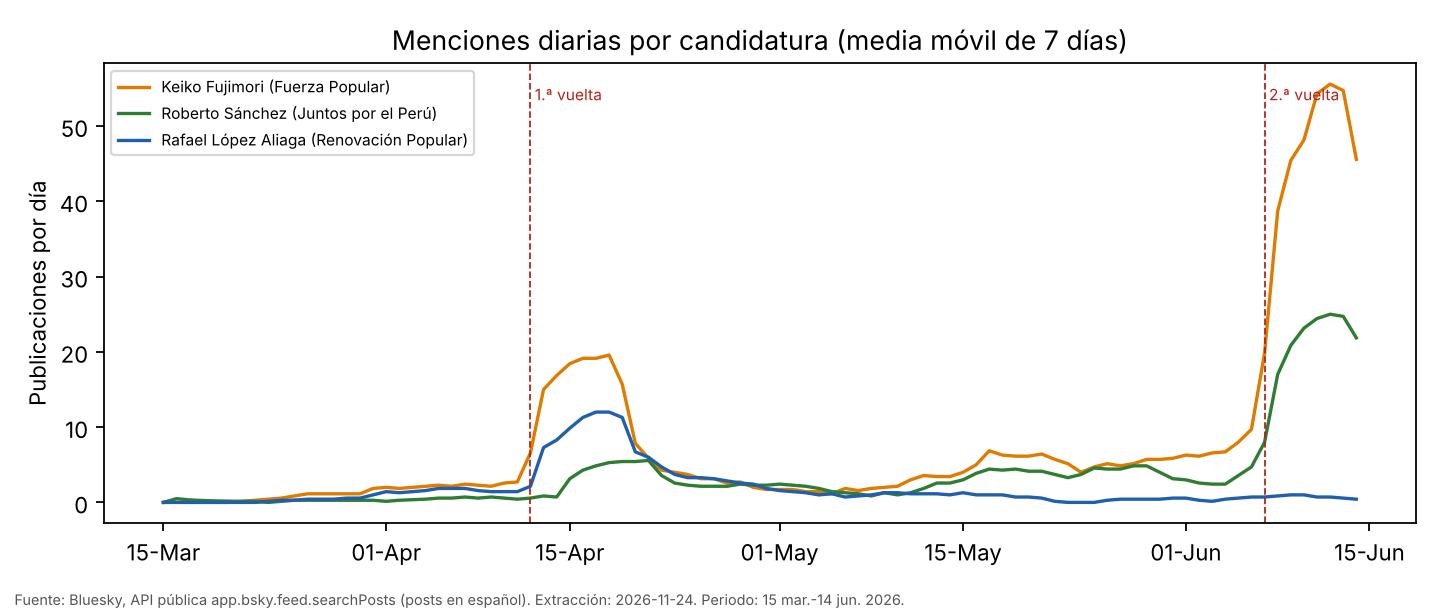 Menciones diarias por candidatura (media móvil de 7 días)
Keiko Fujimori (Fuerza Popular)
Roberto Sánchez (Juntos por el Perú)
Rafael López Aliaga (Renovación Popular)
1.ª vuelta
2.ª vuelta
Publicaciones por día
50
40
30
20
10
0
15-Mar
01-Apr
15-Apr
01-May
15-May
01-Jun
15-Jun
Fuente: Bluesky, API pública app.bsky.feed.searchPosts (posts en español). Extracción: 2026-11-24. Periodo: 15 mar.-14 jun. 2026.